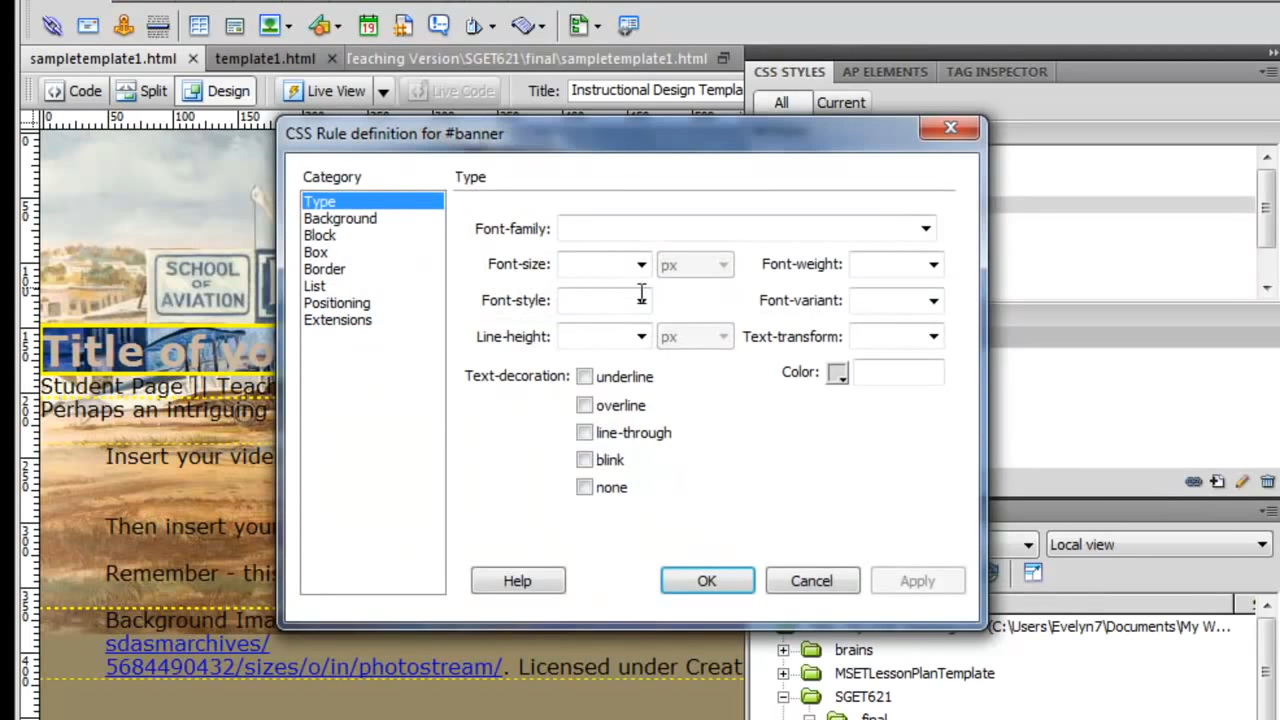 sampletemplate1.html × template1.html × Teaching Version\SGET621\final\sampletemplate1.html
Code Split Design Live View Live Code Title: Instructional Design Templa
CSS STYLES AP ELEMENTS TAG INSPECTOR
All Current
0 50 100 150
CSS Rule definition for #banner
Category
Type
Background
Block
Box
Border
List
Positioning
Extensions
Type
Font-family:
Font-size: px Font-weight:
Font-style: Font-variant:
Line-height: px Text-transform:
Text-decoration: underline Color:
overline
line-through
blink
none
Help OK Cancel Apply
SCHOOL
OF
AVIATION
Title of yo
Student Page || Teach
Perhaps an intriguing
Insert your vide
Then insert your
Remember - this
Background Ima
sdasmarchives/
5684490432/sizes/o/in/photostream/. Licensed under Creat
Local view
(C:\Users\Evelyn7\Documents\My W...
brains
MSETLessonPlanTemplate
SGET621
final